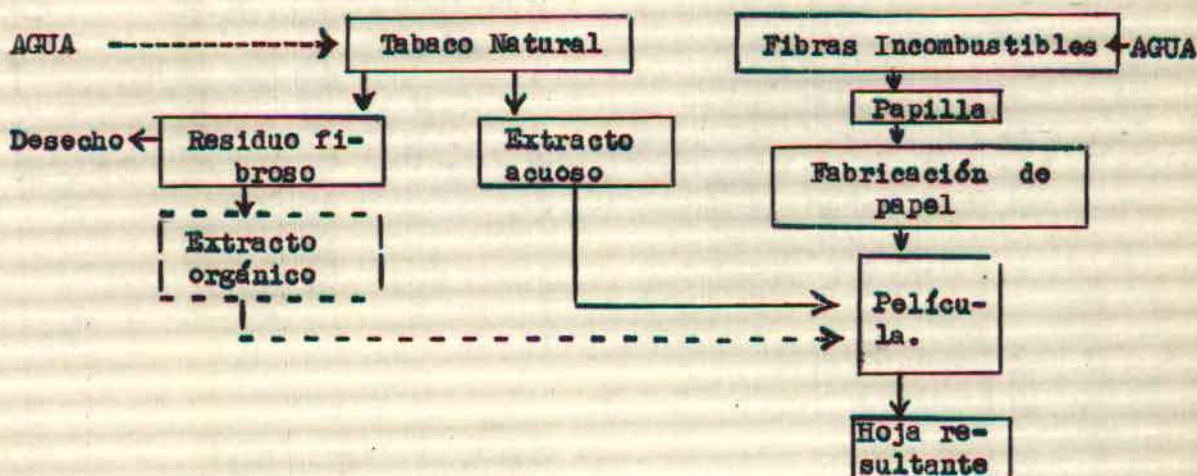 AGUA
Tabaco Natural
Fibras Incombustibles
AGUA
Papilla
Desecho
Residuo fi-
broso
Extracto
acuoso
Fabricación de
papel
Extracto
orgánico
Pelícu-
la.
Hoja re-
sultante